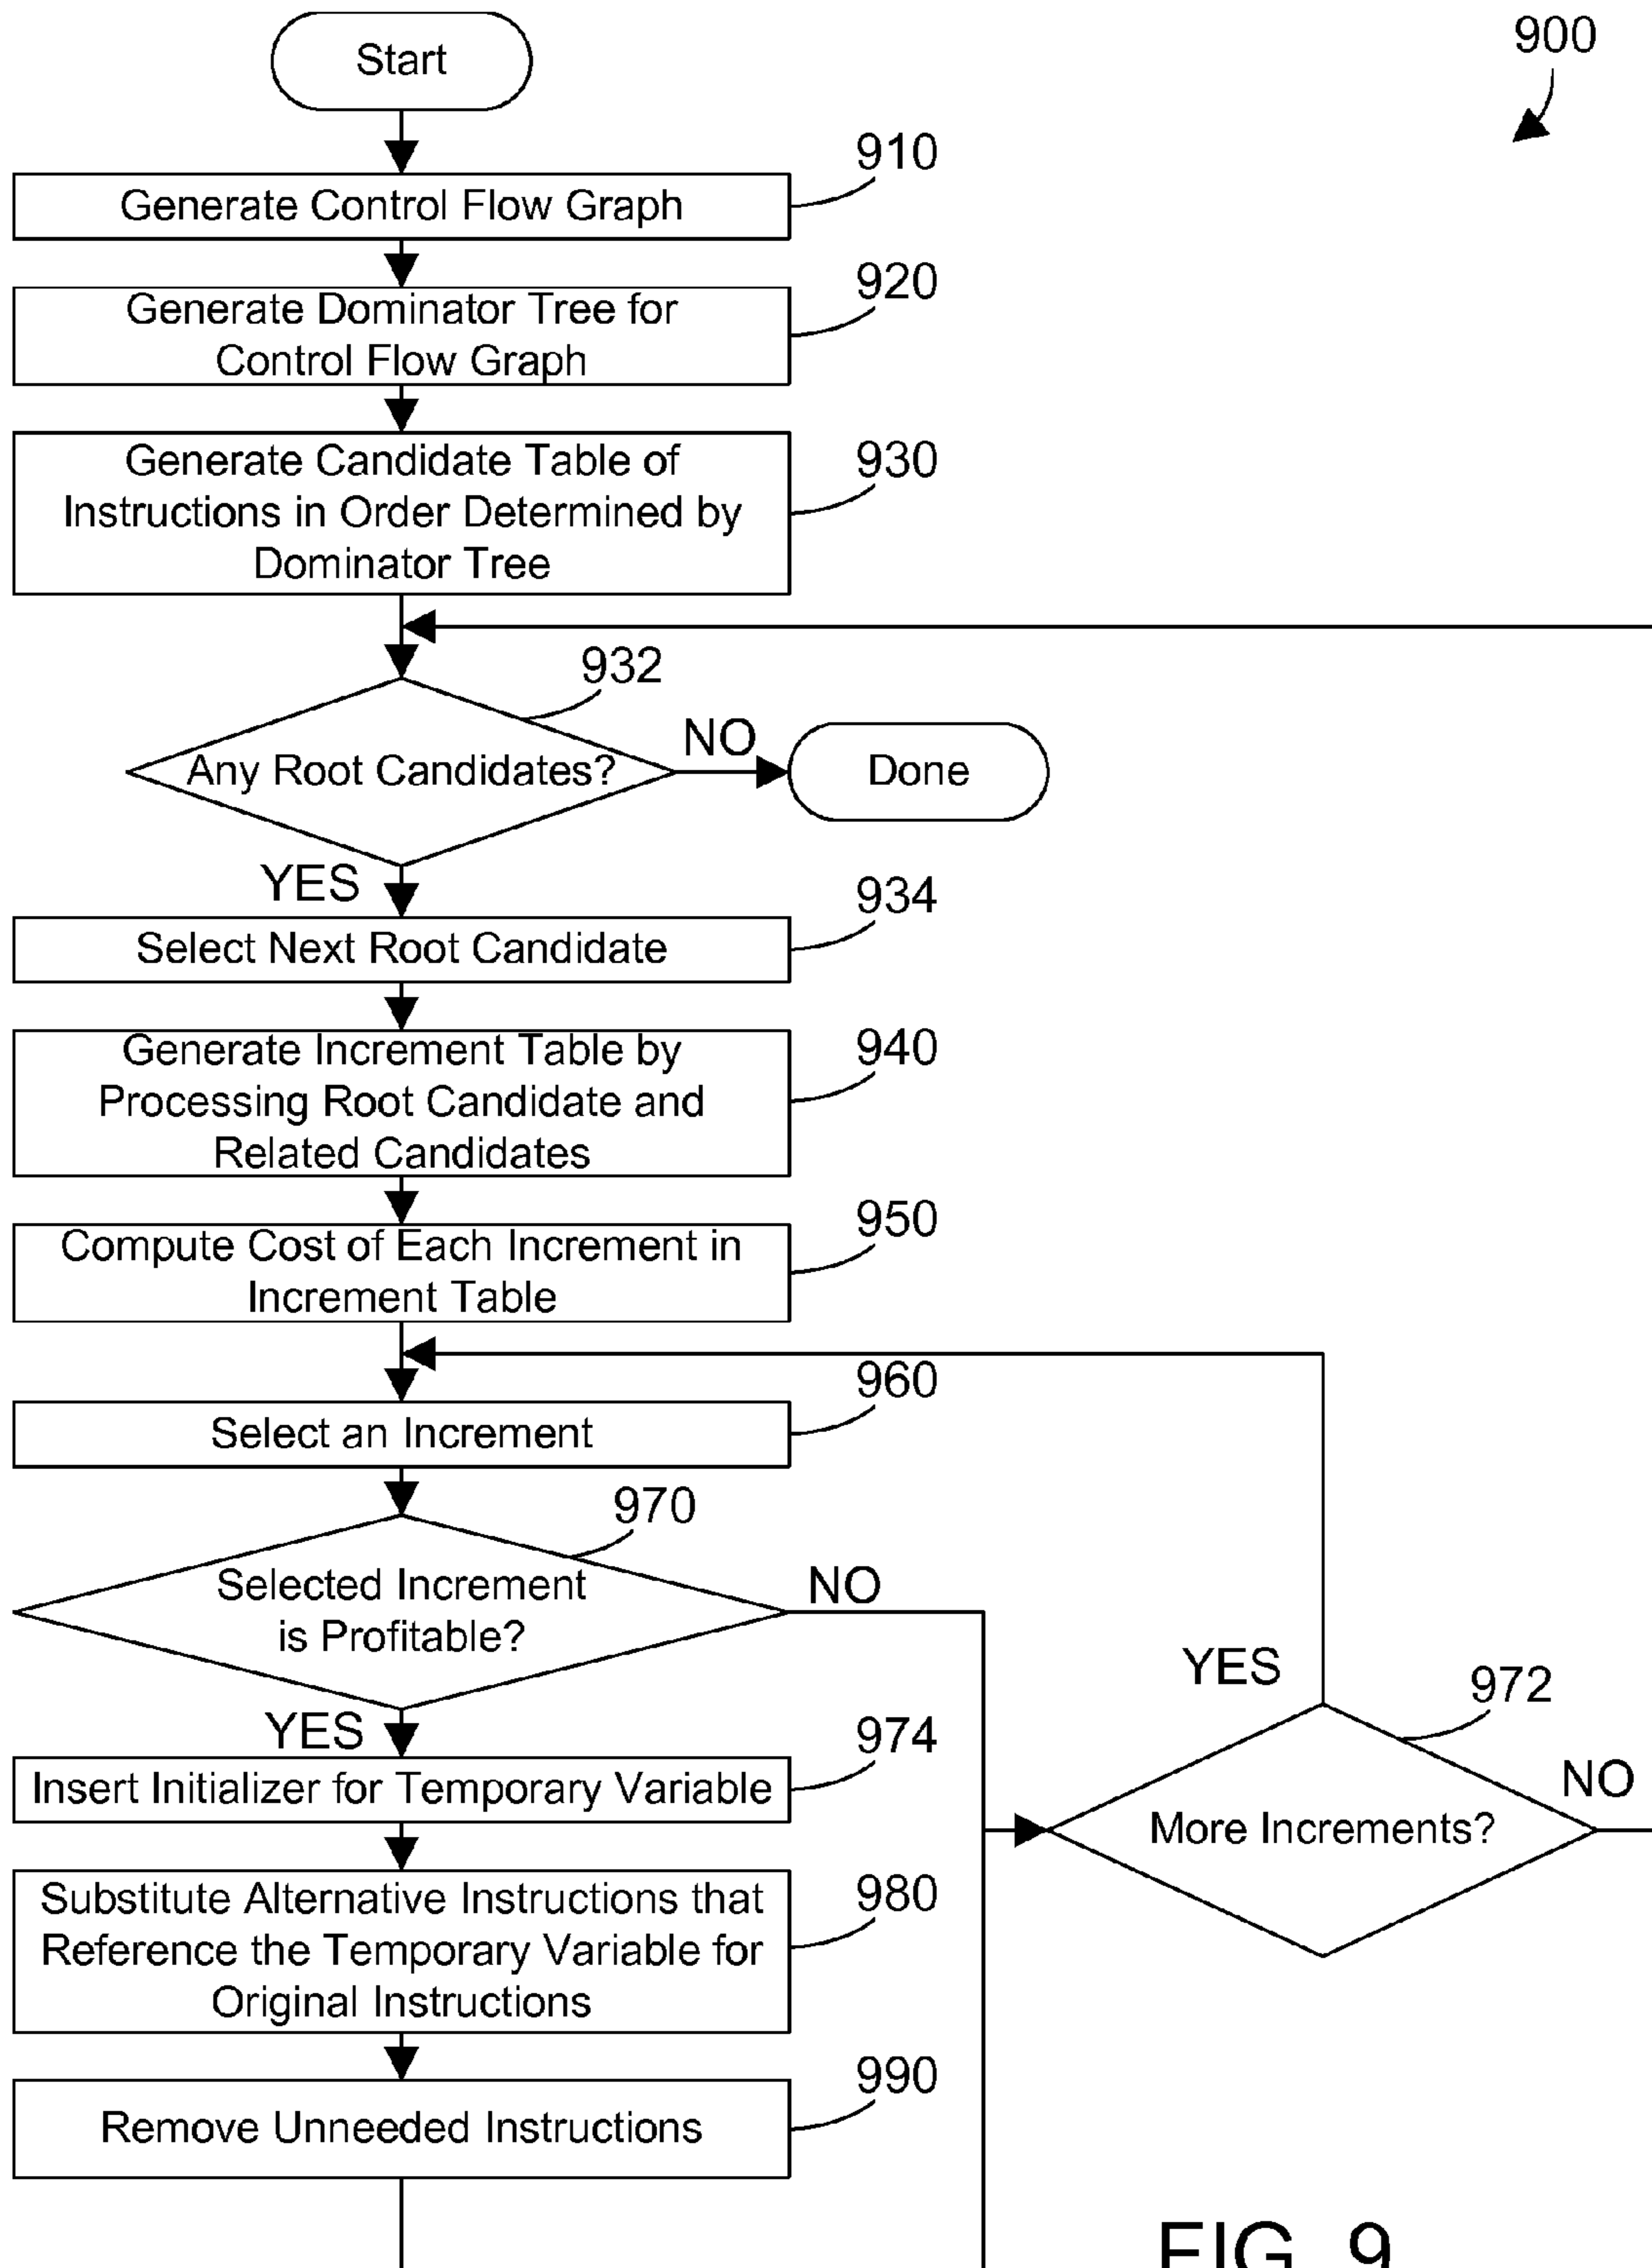 Start
900
910
Generate Control Flow Graph
920
Generate Dominator Tree for
Control Flow Graph
930
Generate Candidate Table of
Instructions in Order Determined by
Dominator Tree
932
Any Root Candidates?
NO
Done
YES
934
Select Next Root Candidate
940
Generate Increment Table by
Processing Root Candidate and
Related Candidates
950
Compute Cost of Each Increment in
Increment Table
960
Select an Increment
970
Selected Increment
is Profitable?
NO
YES
972
More Increments?
NO
YES
974
Insert Initializer for Temporary Variable
980
Substitute Alternative Instructions that
Reference the Temporary Variable for
Original Instructions
990
Remove Unneeded Instructions
FIG. 9